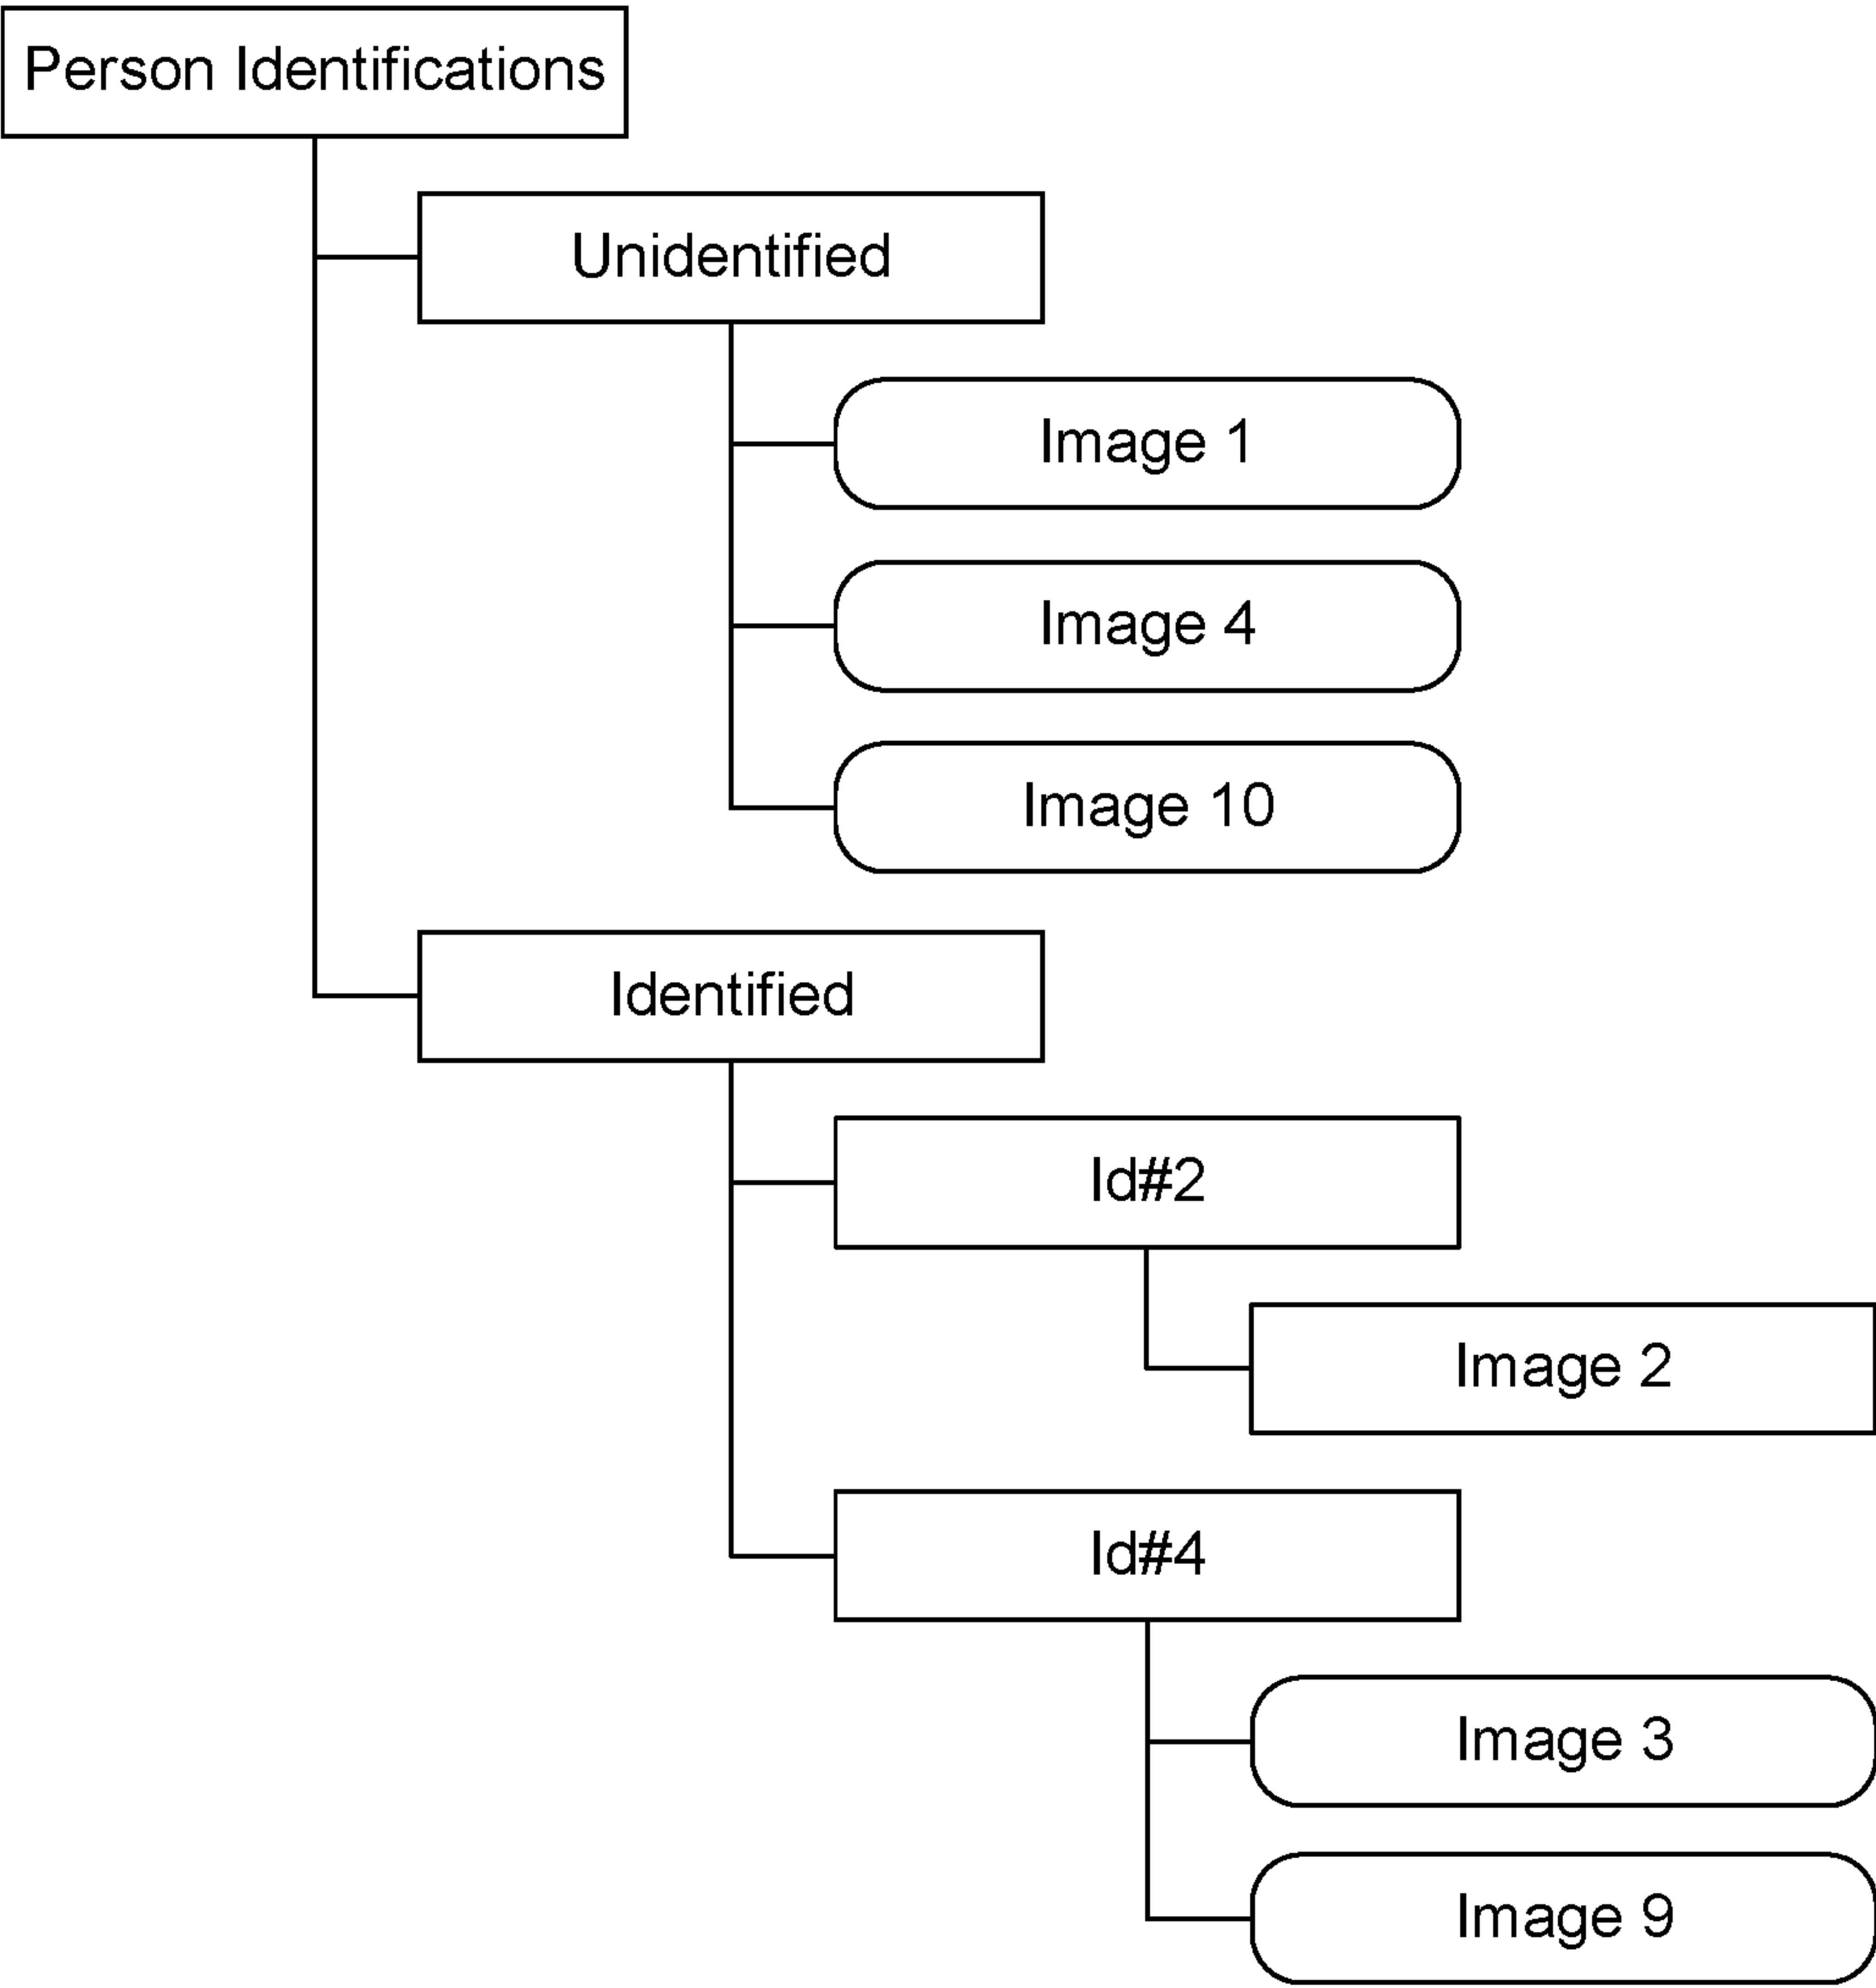 Person Identifications
Unidentified
Image 1
Image 4
Image 10
Identified
Id#2
Image 2
Id#4
Image 3
Image 9